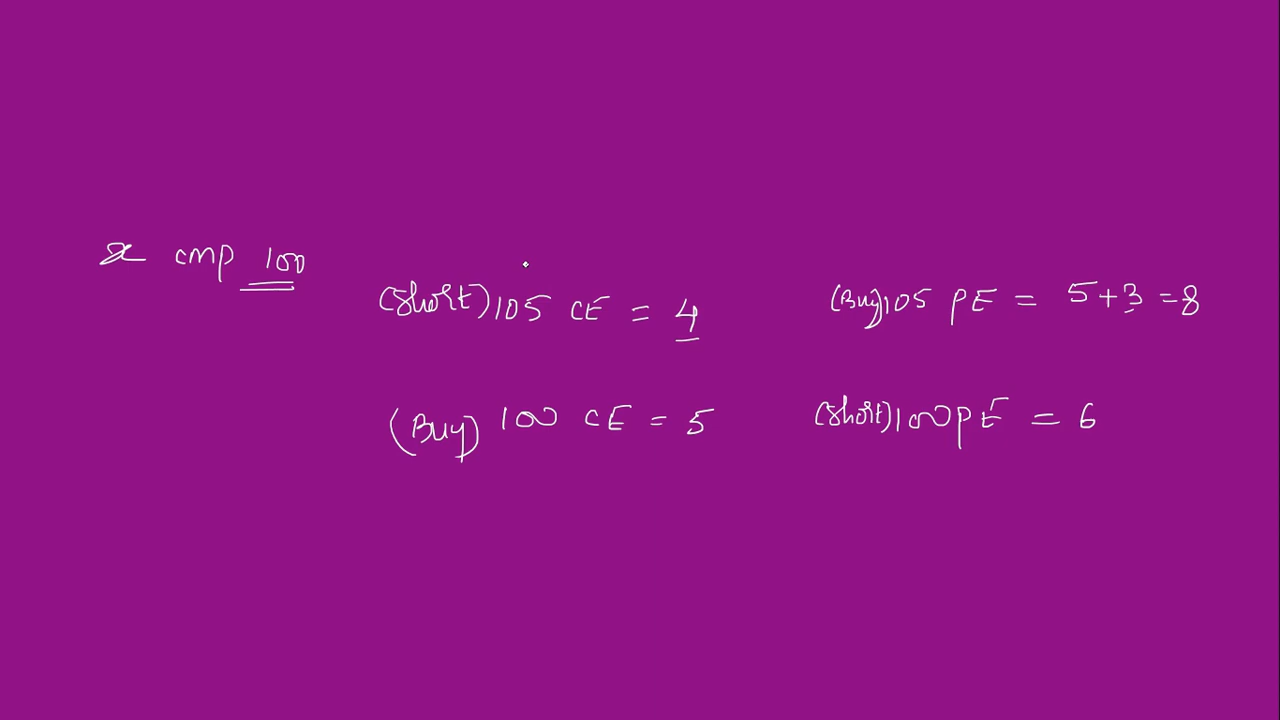 x cmp 100
(short) 105 CE = 4
(Buy) 105 PE = 5+3 = 8
(Buy) 100 CE = 5
(short) 100 PE = 6